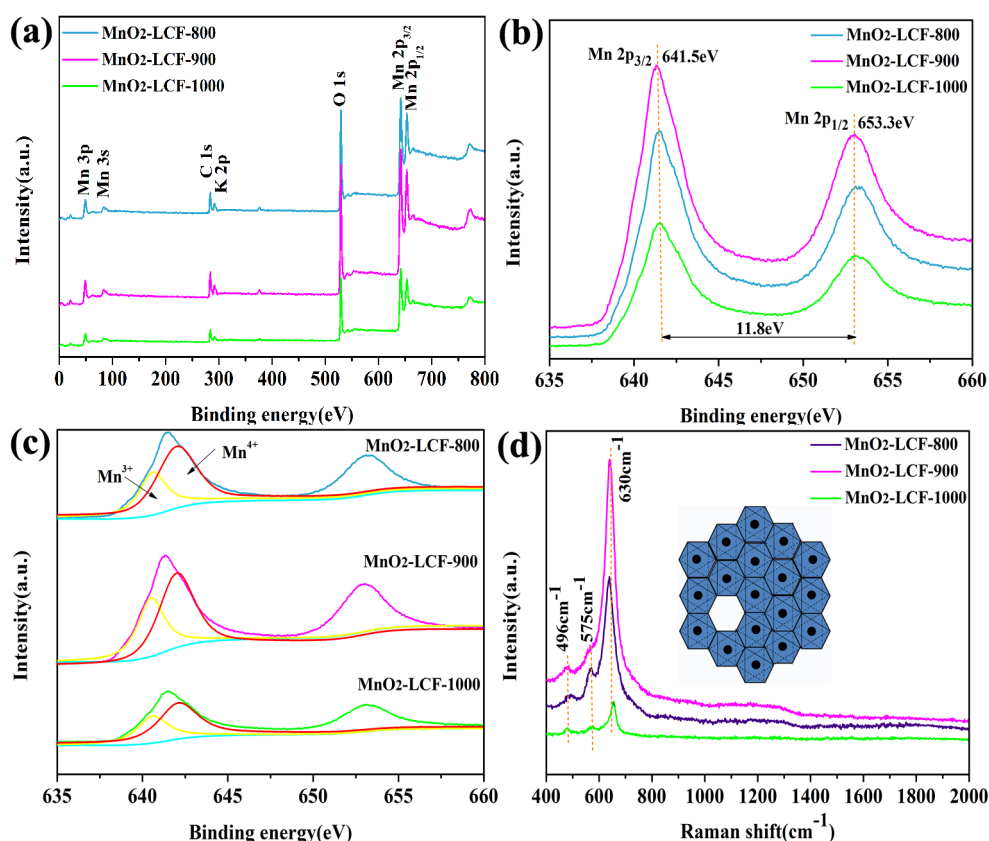 (a)
MnO2-LCF-800
MnO2-LCF-900
MnO2-LCF-1000
Mn 3p
Mn 3s
C 1s
K 2p
O 1s
Mn 2p3/2
Mn 2p1/2
Intensity(a.u.)
0 100 200 300 400 500 600 700 800
Binding energy(eV)
(b)
MnO2-LCF-800
MnO2-LCF-900
MnO2-LCF-1000
Mn 2p3/2 641.5eV
Mn 2p1/2 653.3eV
11.8eV
Intensity(a.u.)
635 640 645 650 655 660
Binding energy(eV)
(c)
MnO2-LCF-800
Mn3+
Mn4+
MnO2-LCF-900
MnO2-LCF-1000
Intensity(a.u.)
635 640 645 650 655 660
Binding energy(eV)
(d)
MnO2-LCF-800
MnO2-LCF-900
MnO2-LCF-1000
496cm-1
575cm-1
630cm-1
Intensity(a.u.)
400 600 800 1000 1200 1400 1600 1800 2000
Raman shift(cm-1)